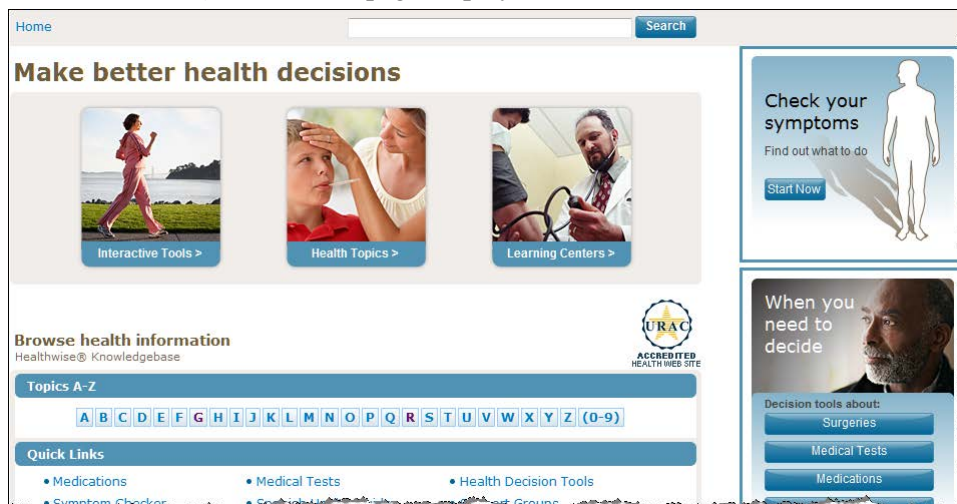 Home
Search
Make better health decisions
Interactive Tools >
Health Topics >
Learning Centers >
Check your
symptoms
Find out what to do
Start Now
Browse health information
Healthwise® Knowledgebase
URAC
ACCREDITED
HEALTH WEB SITE
Topics A-Z
A B C D E F G H I J K L M N O P Q R S T U V W X Y Z (0-9)
Quick Links
• Medications
• Medical Tests
• Health Decision Tools
• Symptom Checker
When you
need to
decide
Decision tools about:
Surgeries
Medical Tests
Medications